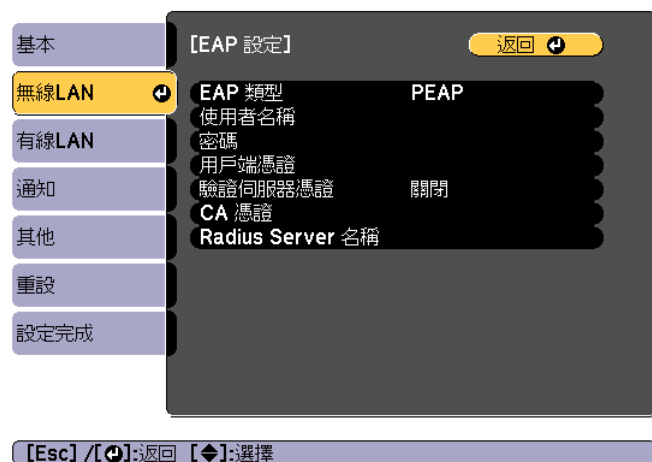 基本
無線LAN
有線LAN
通知
其他
重設
設定完成
[EAP 設定]
返回
EAP 類型 PEAP
使用者名稱
密碼
用戶端憑證
驗證伺服器憑證 關閉
CA 憑證
Radius Server 名稱
[Esc] /[⏎]:返回 [◆]:選擇